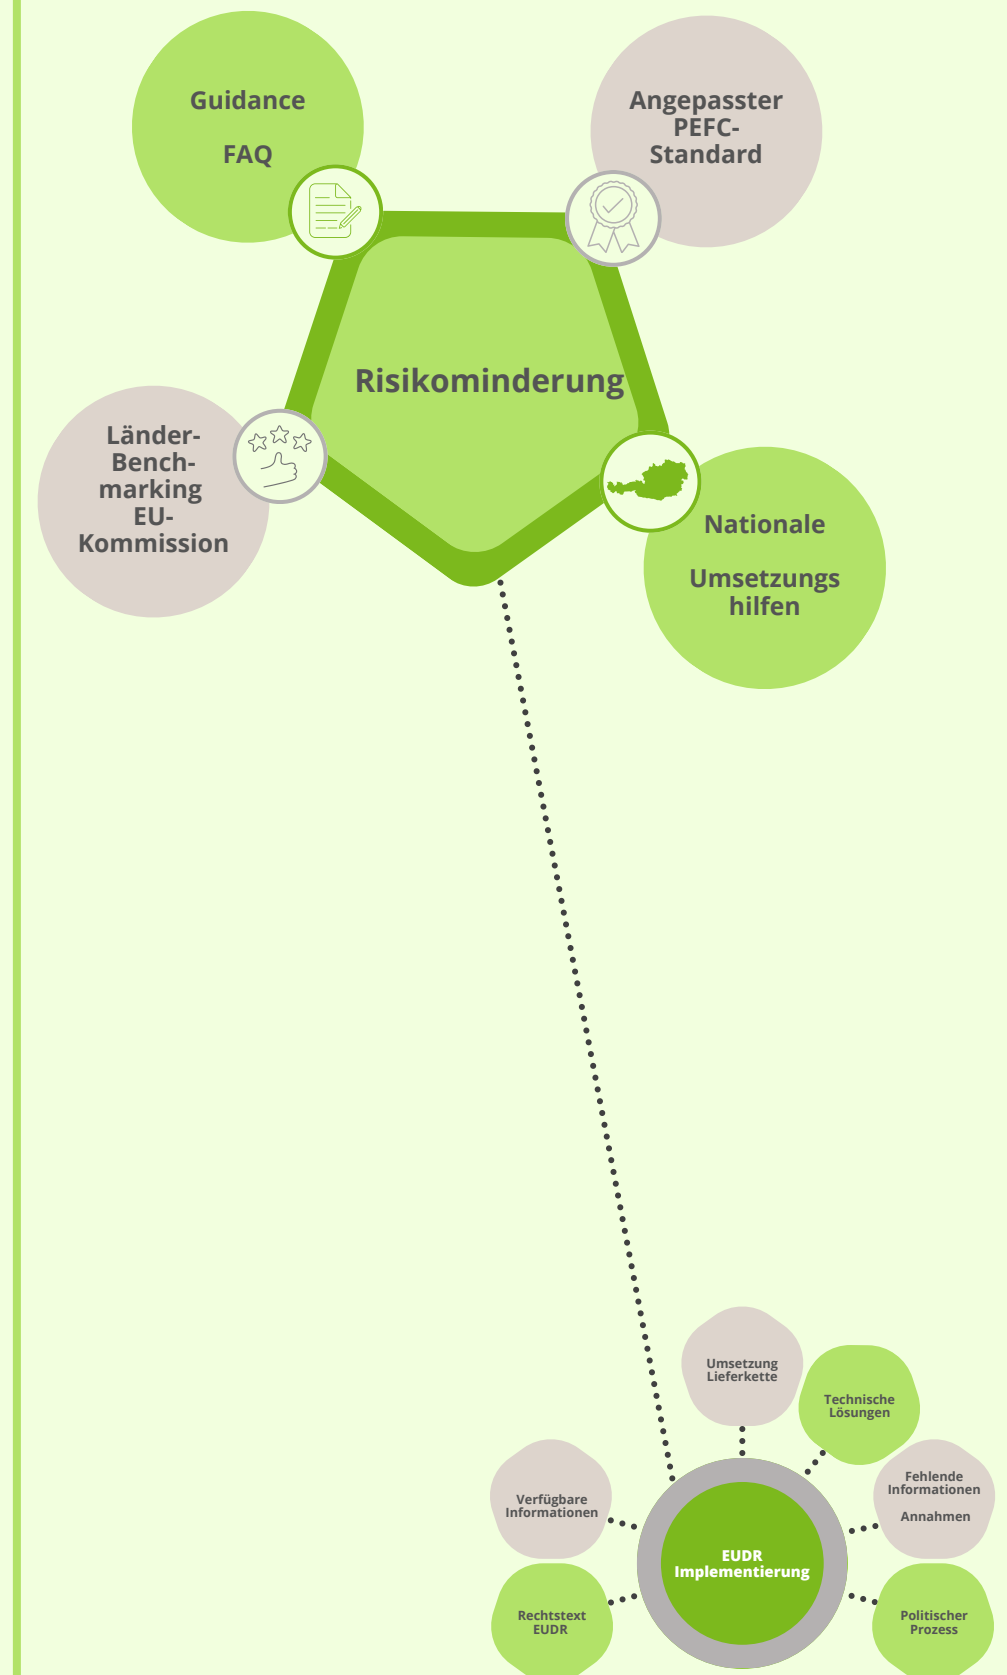 Guidance
FAQ
Angepasster
PEFC-
Standard
Risikominderung
Länder-
Bench-
marking
EU-
Kommission
Nationale
Umsetzungs
hilfen
Umsetzung
Lieferkette
Technische
Lösungen
Verfügbare
Informationen
Fehlende
Informationen
Annahmen
EUDR
Implementierung
Rechtstext
EUDR
Politischer
Prozess